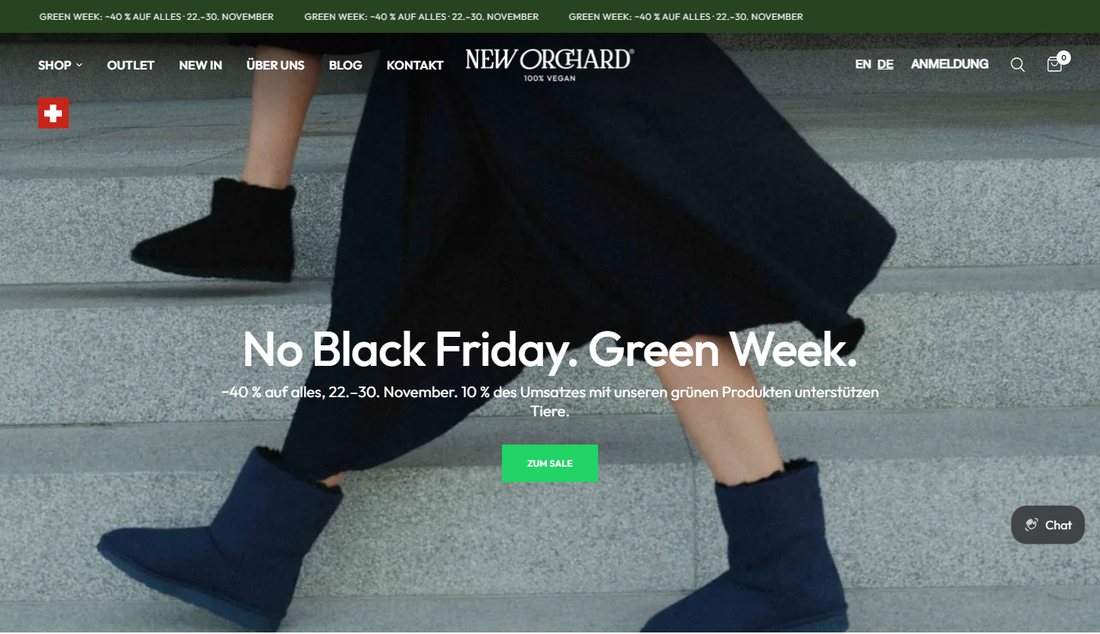 GREEN WEEK: −40 % AUF ALLES · 22.–30. NOVEMBER GREEN WEEK: −40 % AUF ALLES · 22.–30. NOVEMBER GREEN WEEK: −40 % AUF ALLES · 22.–30. NOVEMBER
SHOP OUTLET NEW IN ÜBER UNS BLOG KONTAKT
NEW ORCHARD®
100% VEGAN
EN DE ANMELDUNG 0
No Black Friday. Green Week.
−40 % auf alles, 22.–30. November. 10 % des Umsatzes mit unseren grünen Produkten unterstützen
Tiere.
ZUM SALE
Chat